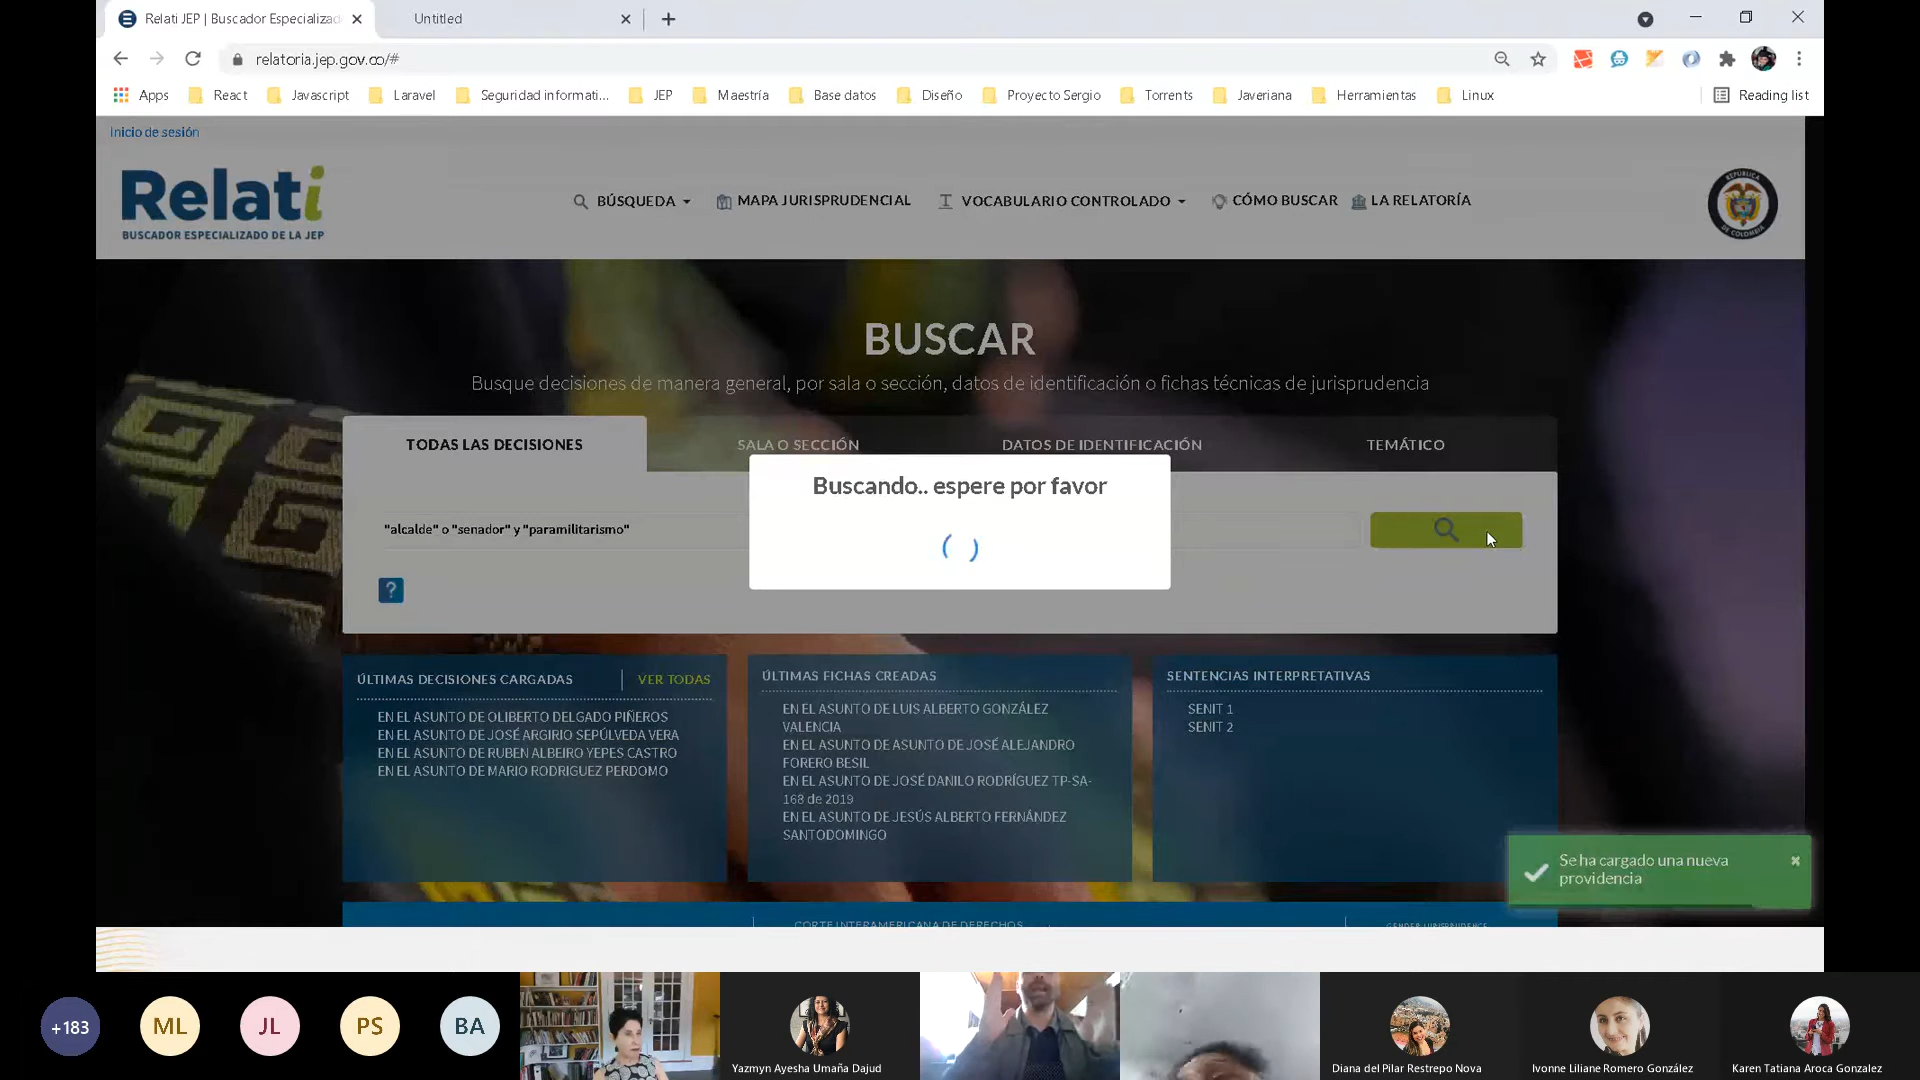 Relati JEP | Buscador Especializad
Untitled
relatoria.jep.gov.co/#
Apps
React
Javascript
Laravel
Seguridad informati...
JEP
Maestría
Base datos
Diseño
Proyecto Sergio
Torrents
Javeriana
Herramientas
Linux
Reading list
Inicio de sesión
Relati
BUSCADOR ESPECIALIZADO DE LA JEP
BÚSQUEDA
MAPA JURISPRUDENCIAL
VOCABULARIO CONTROLADO
CÓMO BUSCAR
LA RELATORÍA
BUSCAR
Busque decisiones de manera general, por sala o sección, datos de identificación o fichas técnicas de jurisprudencia
TODAS LAS DECISIONES
SALA O SECCIÓN
DATOS DE IDENTIFICACIÓN
TEMÁTICO
Buscando.. espere por favor
"alcalde" o "senador" y "paramilitarismo"
?
ÚLTIMAS DECISIONES CARGADAS
VER TODAS
EN EL ASUNTO DE OLIBERTO DELGADO PIÑEROS
EN EL ASUNTO DE JOSÉ ARGIRIO SEPÚLVEDA VERA
EN EL ASUNTO DE RUBEN ALBEIRO YEPES CASTRO
EN EL ASUNTO DE MARIO RODRIGUEZ PERDOMO
ÚLTIMAS FICHAS CREADAS
EN EL ASUNTO DE LUIS ALBERTO GONZÁLEZ
VALENCIA
EN EL ASUNTO DE ASUNTO DE JOSÉ ALEJANDRO
FORERO BESIL
EN EL ASUNTO DE JOSÉ DANILO RODRÍGUEZ TP-SA-
168 de 2019
EN EL ASUNTO DE JESÚS ALBERTO FERNÁNDEZ
SANTODOMINGO
SENTENCIAS INTERPRETATIVAS
SENIT 1
SENIT 2
Se ha cargado una nueva
providencia
CORTE INTERAMERICANA DE DERECHOS
GENDER JURISPRUDENCE
+183
ML
JL
PS
BA
Yazmyn Ayesha Umaña Dajud
Diana del Pilar Restrepo Nova
Ivonne Liliane Romero González
Karen Tatiana Aroca Gonzalez